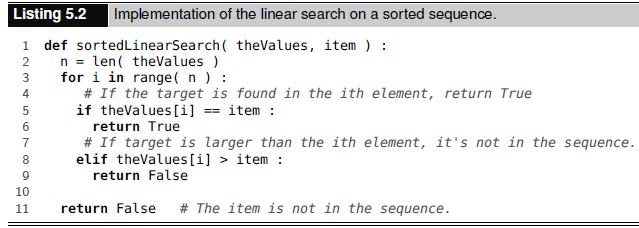 Listing 5.2 Implementation of the linear search on a sorted sequence.
1 def sortedLinearSearch( theValues, item ) :
2   n = len( theValues )
3   for i in range( n ) :
4      # If the target is found in the ith element, return True
5     if theValues[i] == item :
6       return True
7      # If target is larger than the ith element, it's not in the sequence.
8     elif theValues[i] > item :
9       return False
10
11   return False   # The item is not in the sequence.